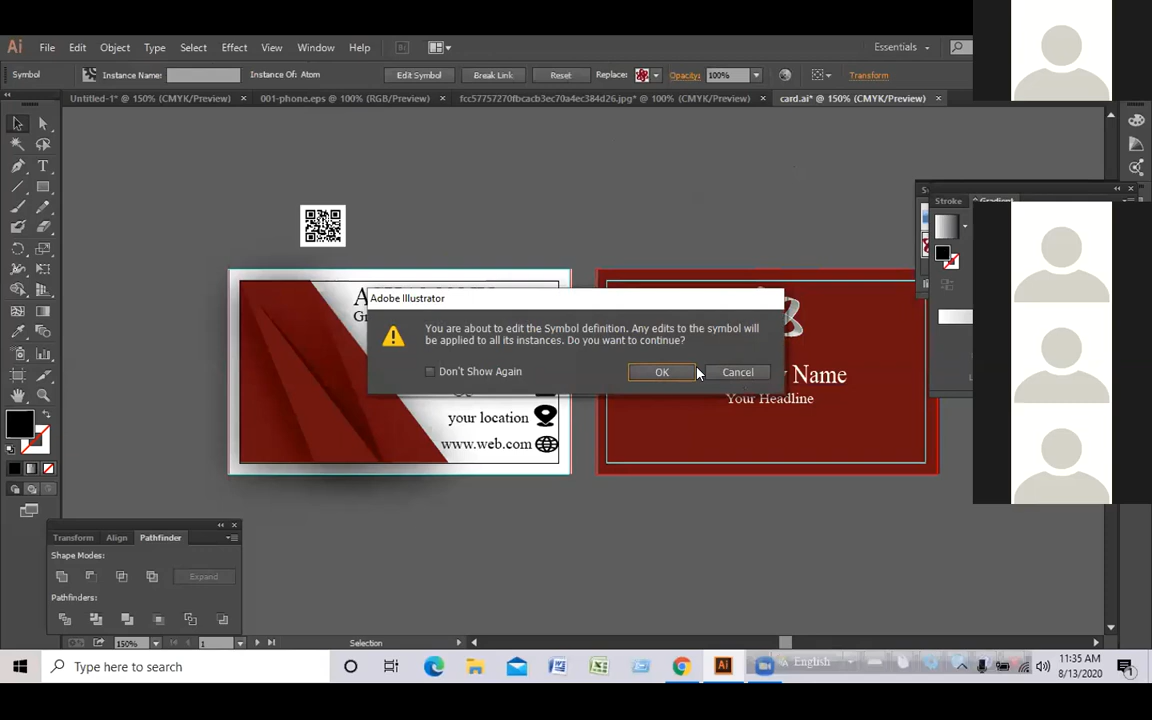 Ai File Edit Object Type Select Effect View Window Help Br Essentials
Symbol Instance Name: Instance Of: Atom Edit Symbol Break Link Reset Replace: Opacity: 100% Transform
Untitled-1* @ 150% (CMYK/Preview) × 001-phone.eps @ 100% (RGB/Preview) × fcc57757270fbcacb3ec70a4ec384d26.jpg* @ 100% (CMYK/Preview) × card.ai* @ 150% (CMYK/Preview) ×
Stroke Gradient
Adobe Illustrator
You are about to edit the Symbol definition. Any edits to the symbol will
be applied to all its instances. Do you want to continue?
Don't Show Again OK Cancel
Name
Your Headline
your location
www.web.com
Transform Align Pathfinder
Shape Modes:
Expand
Pathfinders:
150% 1 Selection
Type here to search
Ai English
11:35 AM
8/13/2020